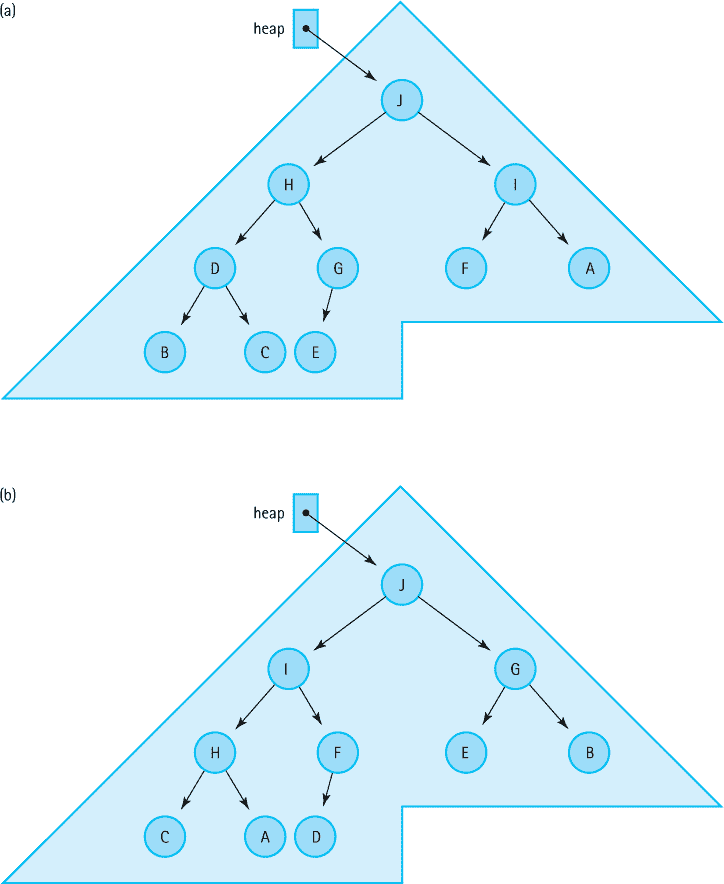 (a)
heap
J
H I
D G F A
B C E
(b)
heap
J
I G
H F E B
C A D